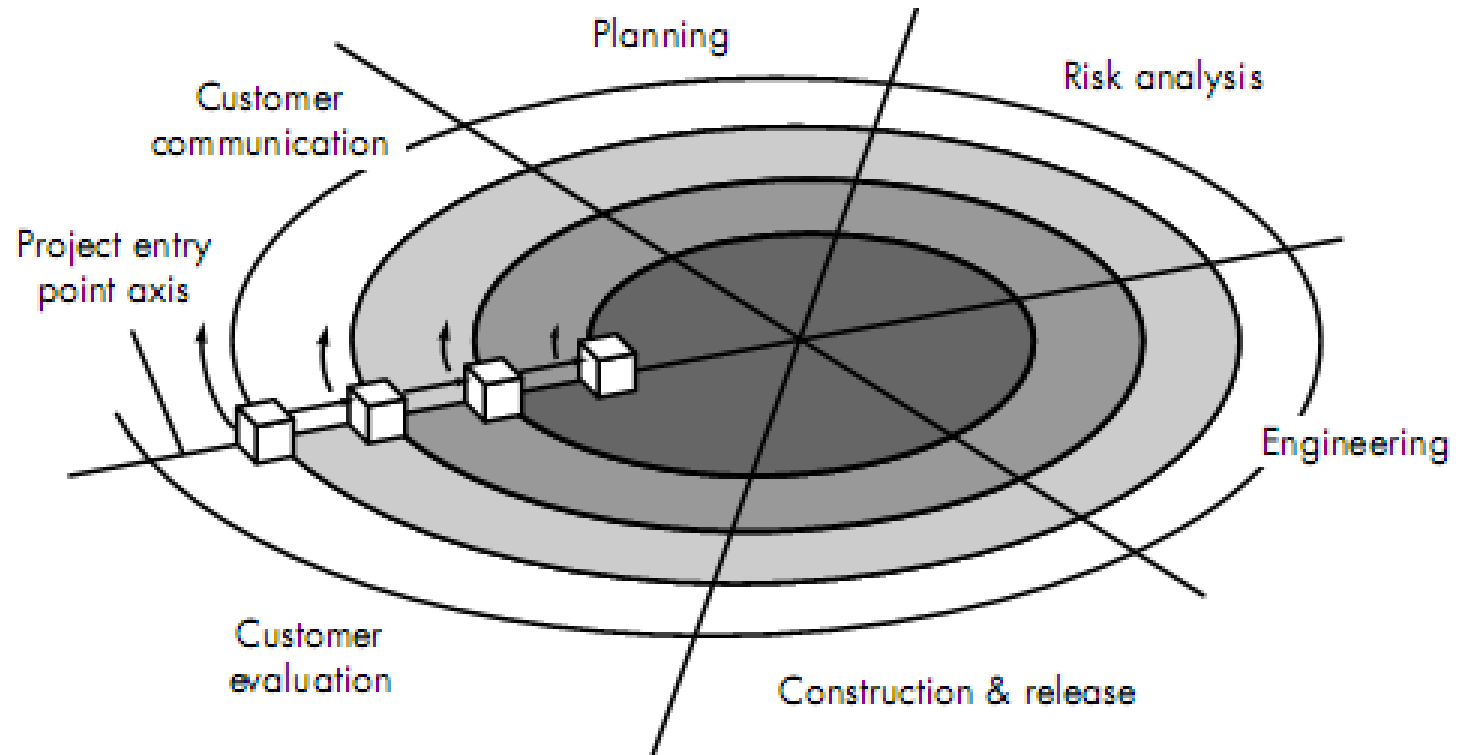 Planning
Risk analysis
Customer
communication
Project entry
point axis
Engineering
Customer
evaluation
Construction & release